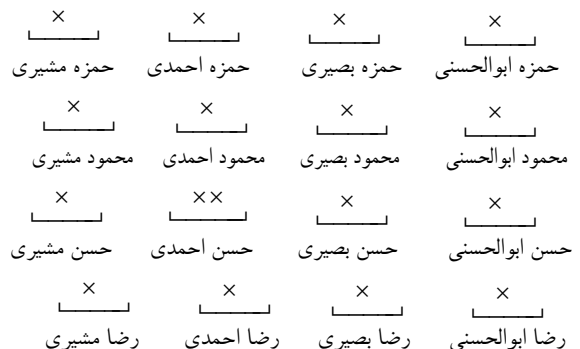 × × × ×
حمزه ابوالحسنی حمزه بصیری حمزه احمدی حمزه مشیری
× × × ×
محمود ابوالحسنی محمود بصیری محمود احمدی محمود مشیری
× × ×× ×
حسن ابوالحسنی حسن بصیری حسن احمدی حسن مشیری
× × × ×
رضا ابوالحسنی رضا بصیری رضا احمدی رضا مشیری